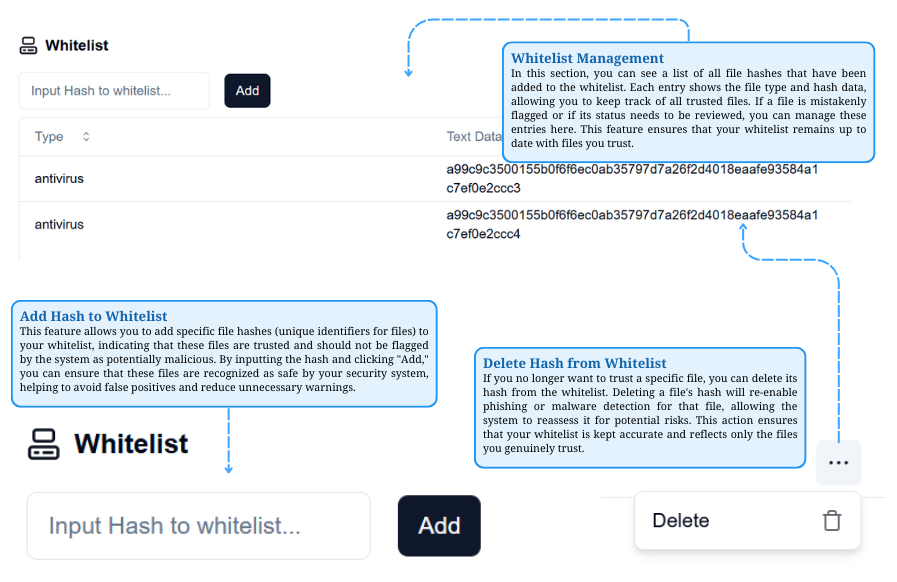 Whitelist
Input Hash to whitelist...
Add
Whitelist Management
In this section, you can see a list of all file hashes that have been
added to the whitelist. Each entry shows the file type and hash data,
allowing you to keep track of all trusted files. If a file is mistakenly
flagged or if its status needs to be reviewed, you can manage these
entries here. This feature ensures that your whitelist remains up to
date with files you trust.
Type
Text Data
antivirus
a99c9c3500155b0f6f6ec0ab35797d7a26f2d4018eaafe93584a1
c7ef0e2ccc3
antivirus
a99c9c3500155b0f6f6ec0ab35797d7a26f2d4018eaafe93584a1
c7ef0e2ccc4
Add Hash to Whitelist
This feature allows you to add specific file hashes (unique identifiers for files) to
your whitelist, indicating that these files are trusted and should not be flagged
by the system as potentially malicious. By inputting the hash and clicking "Add,"
you can ensure that these files are recognized as safe by your security system,
helping to avoid false positives and reduce unnecessary warnings.
Delete Hash from Whitelist
If you no longer want to trust a specific file, you can delete its
hash from the whitelist. Deleting a file's hash will re-enable
phishing or malware detection for that file, allowing the
system to reassess it for potential risks. This action ensures
that your whitelist is kept accurate and reflects only the files
you genuinely trust.
Whitelist
Input Hash to whitelist...
Add
...
Delete